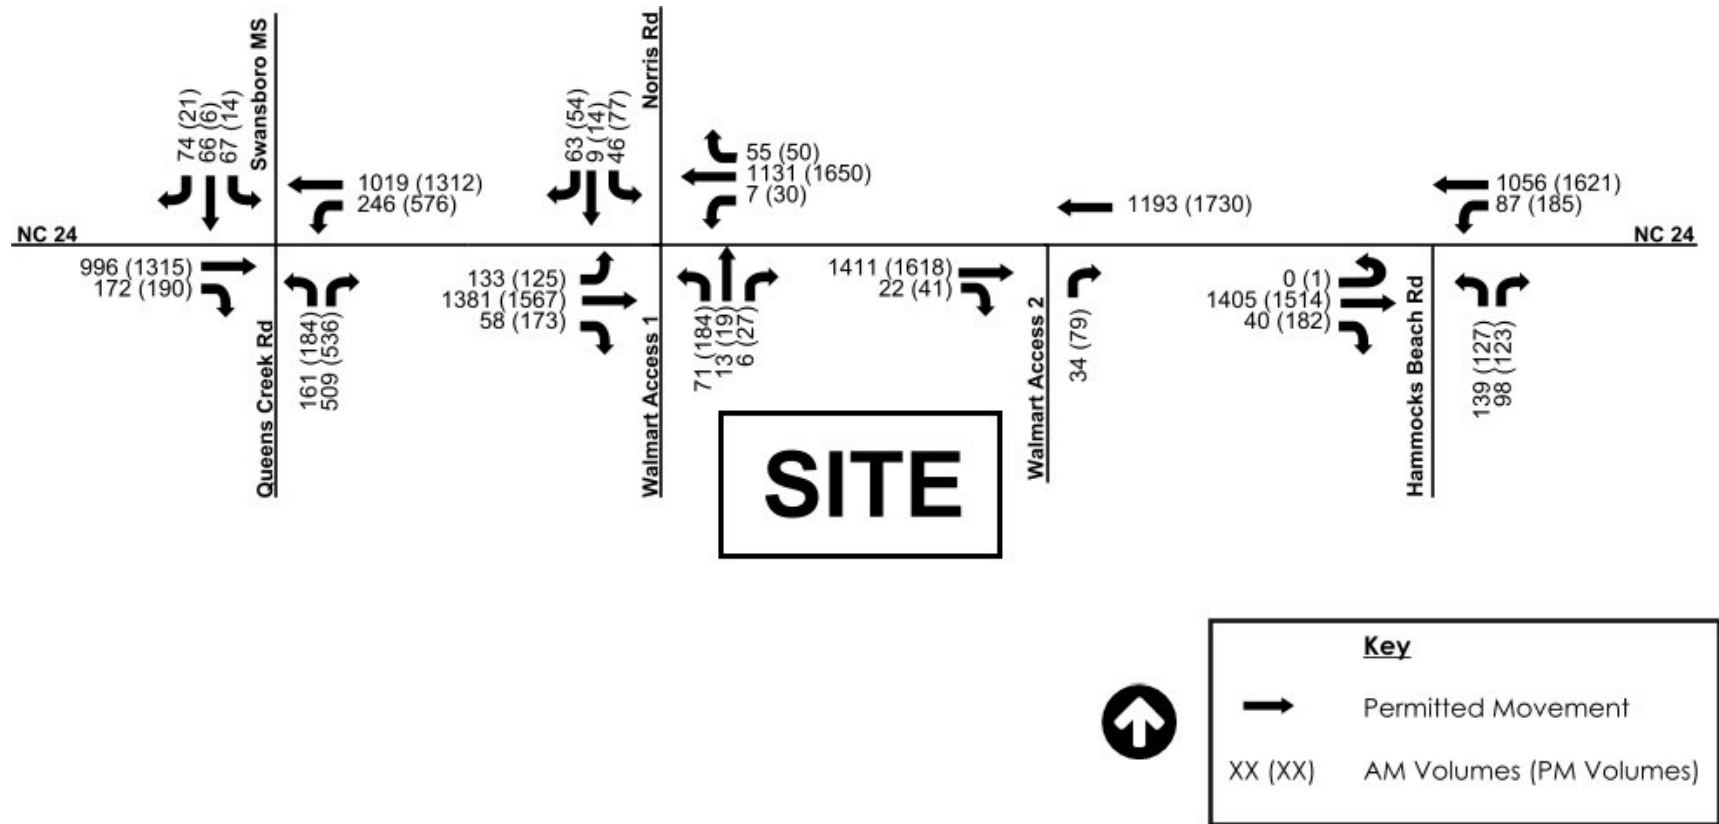 Swansboro MS
74 (21)
66 (6)
67 (14)
1019 (1312)
246 (576)
Norris Rd
63 (54)
9 (14)
46 (77)
55 (50)
1131 (1650)
7 (30)
1193 (1730)
1056 (1621)
87 (185)
NC 24
NC 24
996 (1315)
172 (190)
Queens Creek Rd
161 (184)
509 (536)
133 (125)
1381 (1567)
58 (173)
Walmart Access 1
71 (184)
13 (19)
6 (27)
1411 (1618)
22 (41)
Walmart Access 2
34 (79)
0 (1)
1405 (1514)
40 (182)
Hammocks Beach Rd
139 (127)
98 (123)
SITE
Key
Permitted Movement
XX (XX) AM Volumes (PM Volumes)